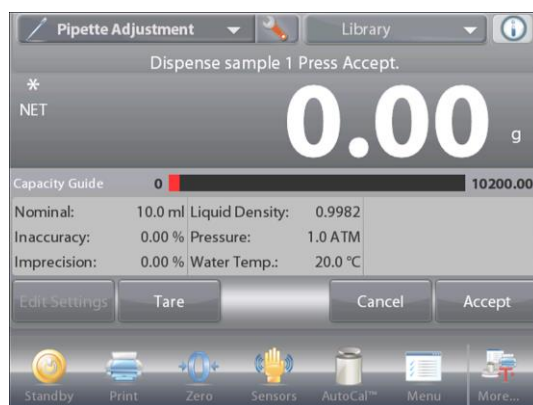 Pipette Adjustment Library
Dispense sample 1 Press Accept.
*
NET
0.00 g
Capacity Guide 0 10200.00
Nominal: 10.0 ml Liquid Density: 0.9982
Inaccuracy: 0.00 % Pressure: 1.0 ATM
Imprecision: 0.00 % Water Temp.: 20.0 °C
Edit Settings Tare Cancel Accept
Standby Print Zero Sensors AutoCal™ Menu More...